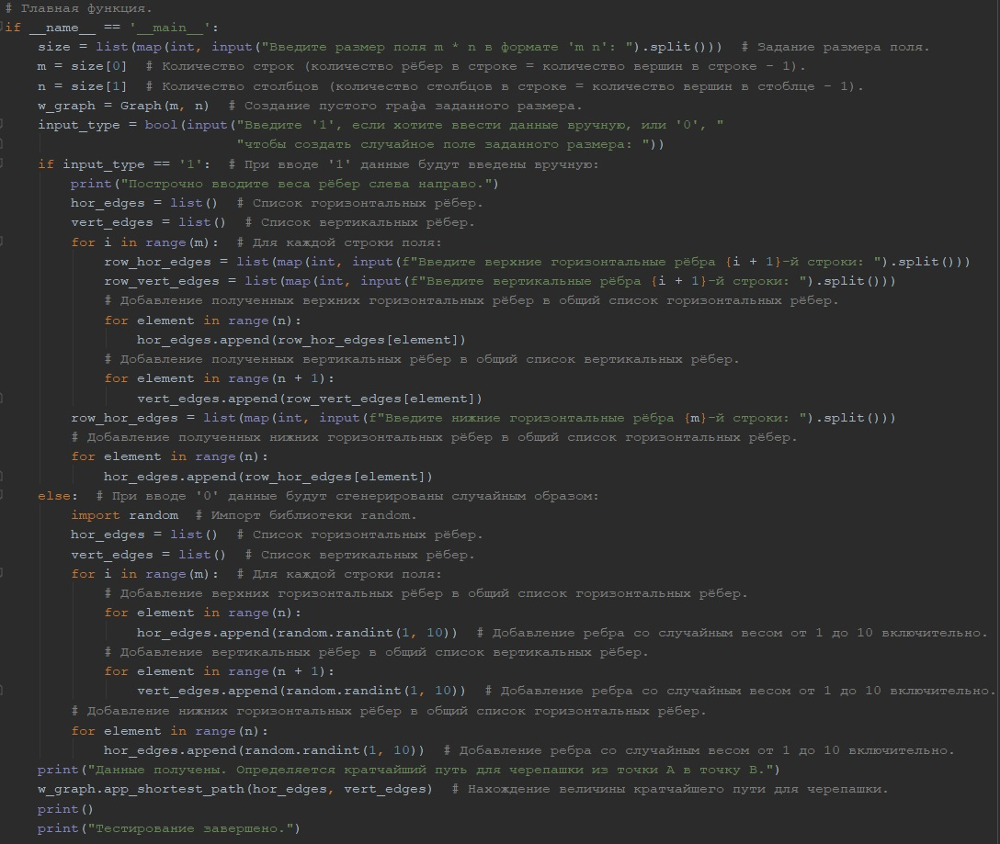 # Главная функция.
if __name__ == '__main__':
    size = list(map(int, input("Введите размер поля m * n в формате 'm n': ").split()))  # Задание размера поля.
    m = size[0]  # Количество строк (количество рёбер в строке = количество вершин в строке - 1).
    n = size[1]  # Количество столбцов (количество столбцов в строке = количество вершин в стоблце - 1).
    w_graph = Graph(m, n)  # Создание пустого графа заданного размера.
    input_type = bool(input("Введите '1', если хотите ввести данные вручную, или '0', "
                            "чтобы создать случайное поле заданного размера: "))
    if input_type == '1':  # При вводе '1' данные будут введены вручную:
        print("Построчно вводите веса рёбер слева направо.")
        hor_edges = list()  # Список горизонтальных рёбер.
        vert_edges = list()  # Список вертикальных рёбер.
        for i in range(m):  # Для каждой строки поля:
            row_hor_edges = list(map(int, input(f"Введите верхние горизонтальные рёбра {i + 1}-й строки: ").split()))
            row_vert_edges = list(map(int, input(f"Введите вертикальные рёбра {i + 1}-й строки: ").split()))
            # Добавление полученных верхних горизонтальных рёбер в общий список горизонтальных рёбер.
            for element in range(n):
                hor_edges.append(row_hor_edges[element])
            # Добавление полученных вертикальных рёбер в общий список вертикальных рёбер.
            for element in range(n + 1):
                vert_edges.append(row_vert_edges[element])
        row_hor_edges = list(map(int, input(f"Введите нижние горизонтальные рёбра {m}-й строки: ").split()))
        # Добавление полученных нижних горизонтальных рёбер в общий список горизонтальных рёбер.
        for element in range(n):
            hor_edges.append(row_hor_edges[element])
    else:  # При вводе '0' данные будут сгенерированы случайным образом:
        import random  # Импорт библиотеки random.
        hor_edges = list()  # Список горизонтальных рёбер.
        vert_edges = list()  # Список вертикальных рёбер.
        for i in range(m):  # Для каждой строки поля:
            # Добавление верхних горизонтальных рёбер в общий список горизонтальных рёбер.
            for element in range(n):
                hor_edges.append(random.randint(1, 10))  # Добавление ребра со случайным весом от 1 до 10 включительно.
            # Добавление вертикальных рёбер в общий список вертикальных рёбер.
            for element in range(n + 1):
                vert_edges.append(random.randint(1, 10))  # Добавление ребра со случайным весом от 1 до 10 включительно.
        # Добавление нижних горизонтальных рёбер в общий список горизонтальных рёбер.
        for element in range(n):
            hor_edges.append(random.randint(1, 10))  # Добавление ребра со случайным весом от 1 до 10 включительно.
    print("Данные получены. Определяется кратчайший путь для черепашки из точки A в точку B.")
    w_graph.app_shortest_path(hor_edges, vert_edges)  # Нахождение величины кратчайшего пути для черепашки.
    print()
    print("Тестирование завершено.")